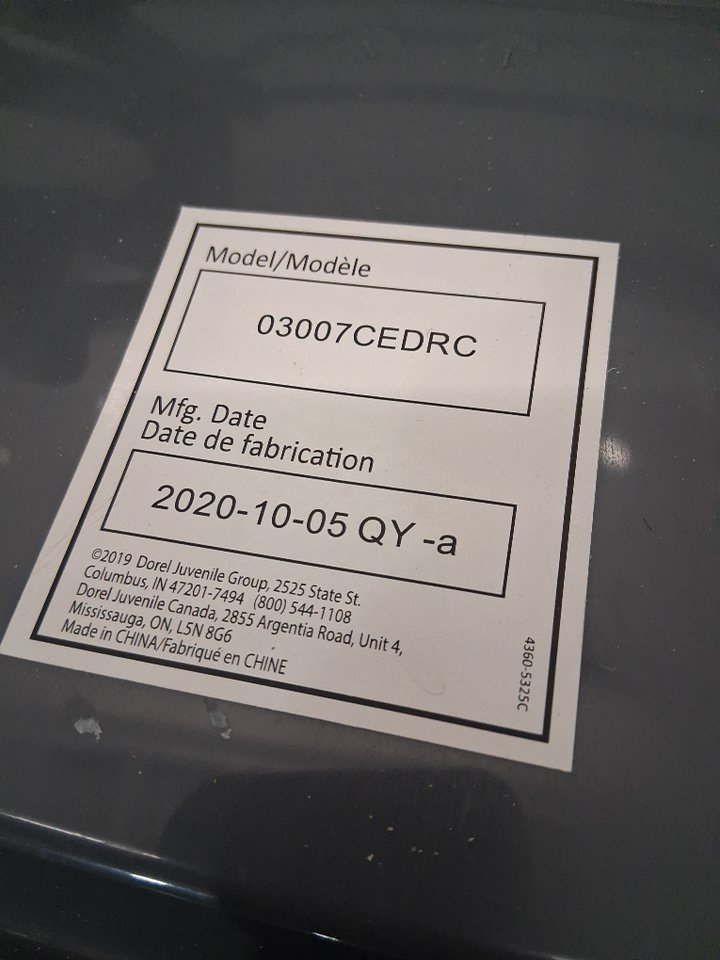 Model/Modèle
03007CEDRC
Mfg. Date
Date de fabrication
2020-10-05 QY -a
©2019 Dorel Juvenile Group, 2525 State St.
Columbus, IN 47201-7494 (800) 544-1108
Dorel Juvenile Canada, 2855 Argentia Road, Unit 4,
Mississauga, ON, L5N 8G6
Made in CHINA/Fabriqué en CHINE
4360-5325C